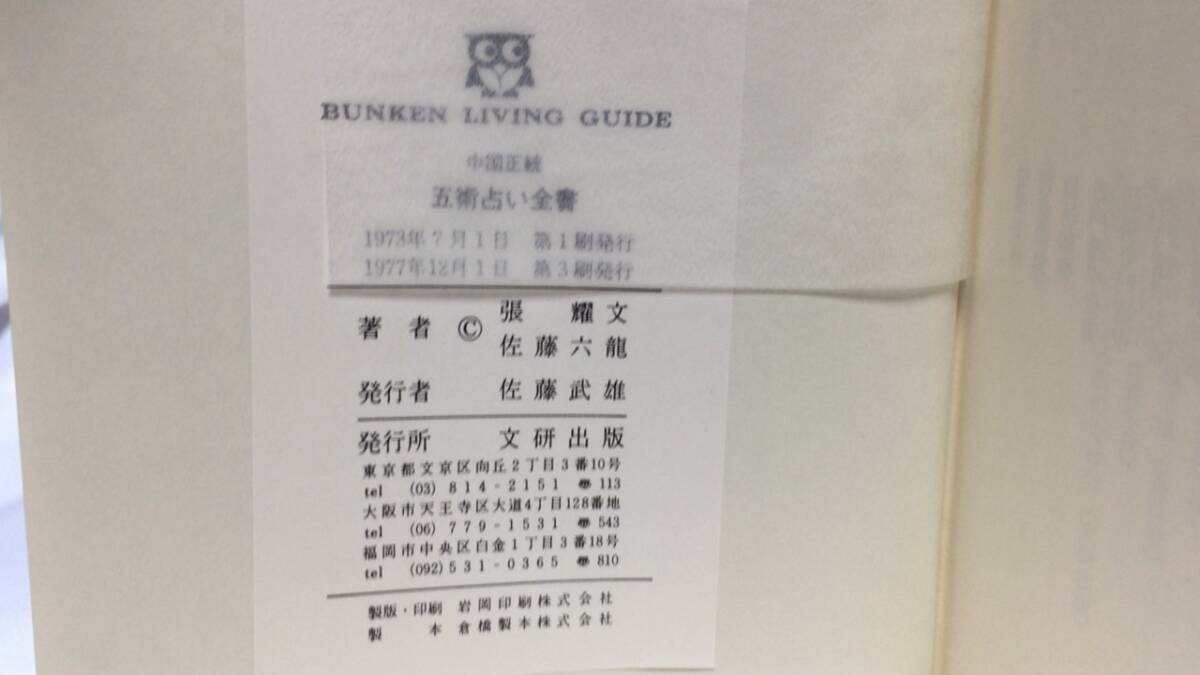 BUNKEN LIVING GUIDE
中国正統
五術占い全書
1973年7月1日 第1刷発行
1977年12月1日 第3刷発行
著者 © 張耀文
佐藤六龍
発行者 佐藤武雄
発行所 文研出版
東京都文京区向丘2丁目3番10号
tel (03) 814-2151 〠113
大阪市天王寺区大道4丁目128番地
tel (06) 779-1531 〠543
福岡市中央区白金1丁目3番18号
tel (092) 531-0365 〠810
製版・印刷 岩岡印刷株式会社
製本 倉橋製本株式会社